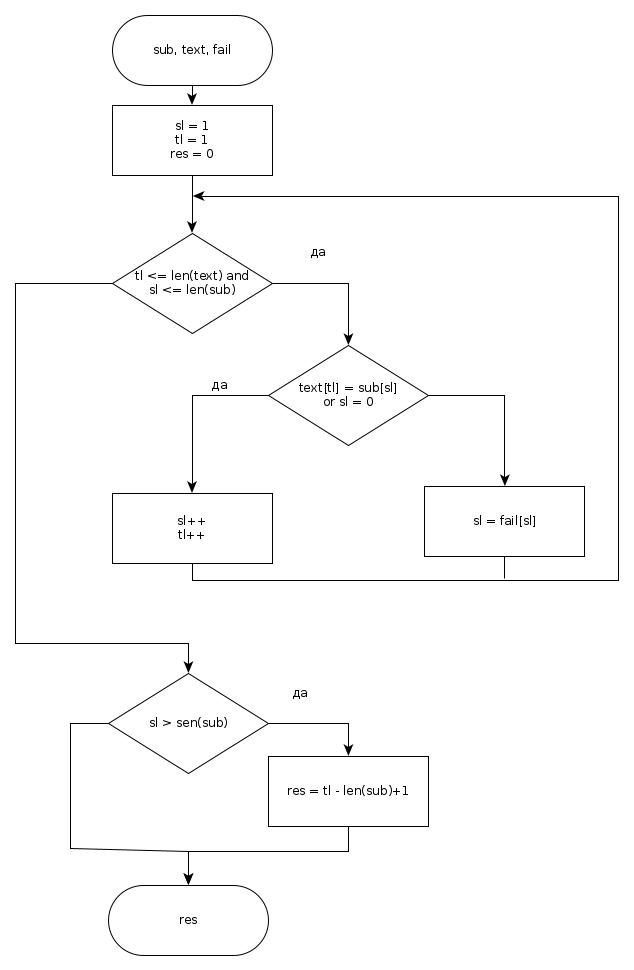 sub, text, fail
sl = 1
tl = 1
res = 0
да
tl <= len(text) and
sl <= len(sub)
да
text[tl] = sub[sl]
or sl = 0
sl++
tl++
sl = fail[sl]
да
sl > sen(sub)
res = tl - len(sub)+1
res